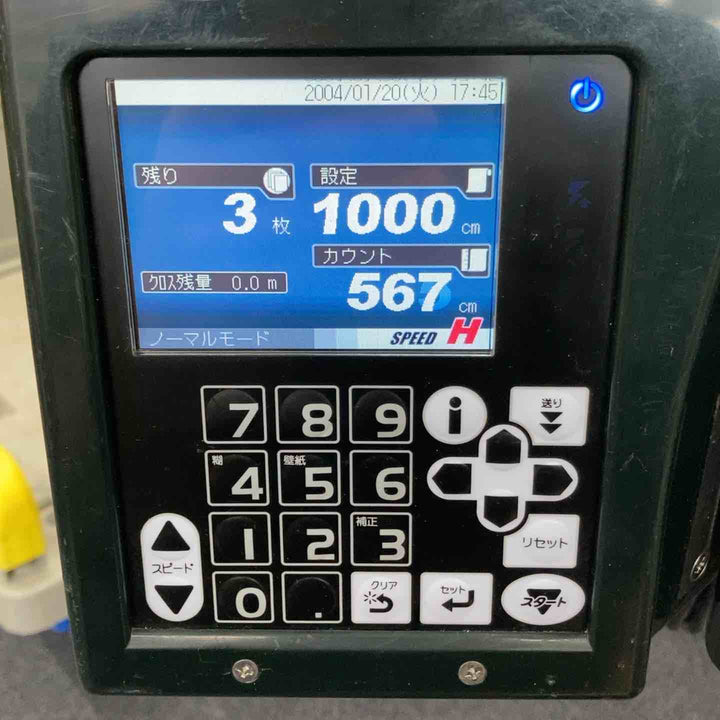 2004/01/20(火) 17:45
残り
3 枚
設定
1000 cm
カウント
567 cm
クロス残量 0.0 m
ノーマルモード
SPEED H
7 8 9 i 送り
糊 4 壁紙 5 6
1 2 補正 3 リセット
スピード
0 . クリア セット スタート